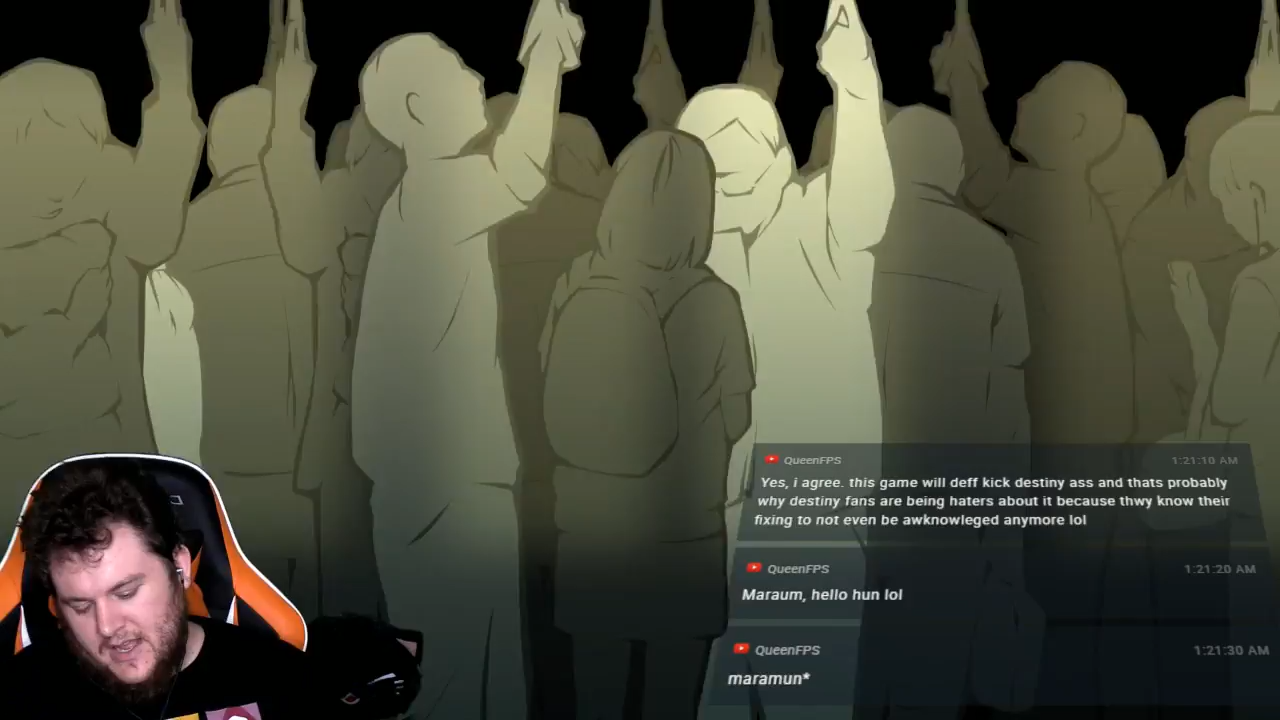 QueenFPS 1:21:10 AM
Yes, i agree. this game will deff kick destiny ass and thats probably
why destiny fans are being haters about it because thwy know their
fixing to not even be awknowleged anymore lol
QueenFPS 1:21:20 AM
Maraum, hello hun lol
QueenFPS 1:21:30 AM
maramun*